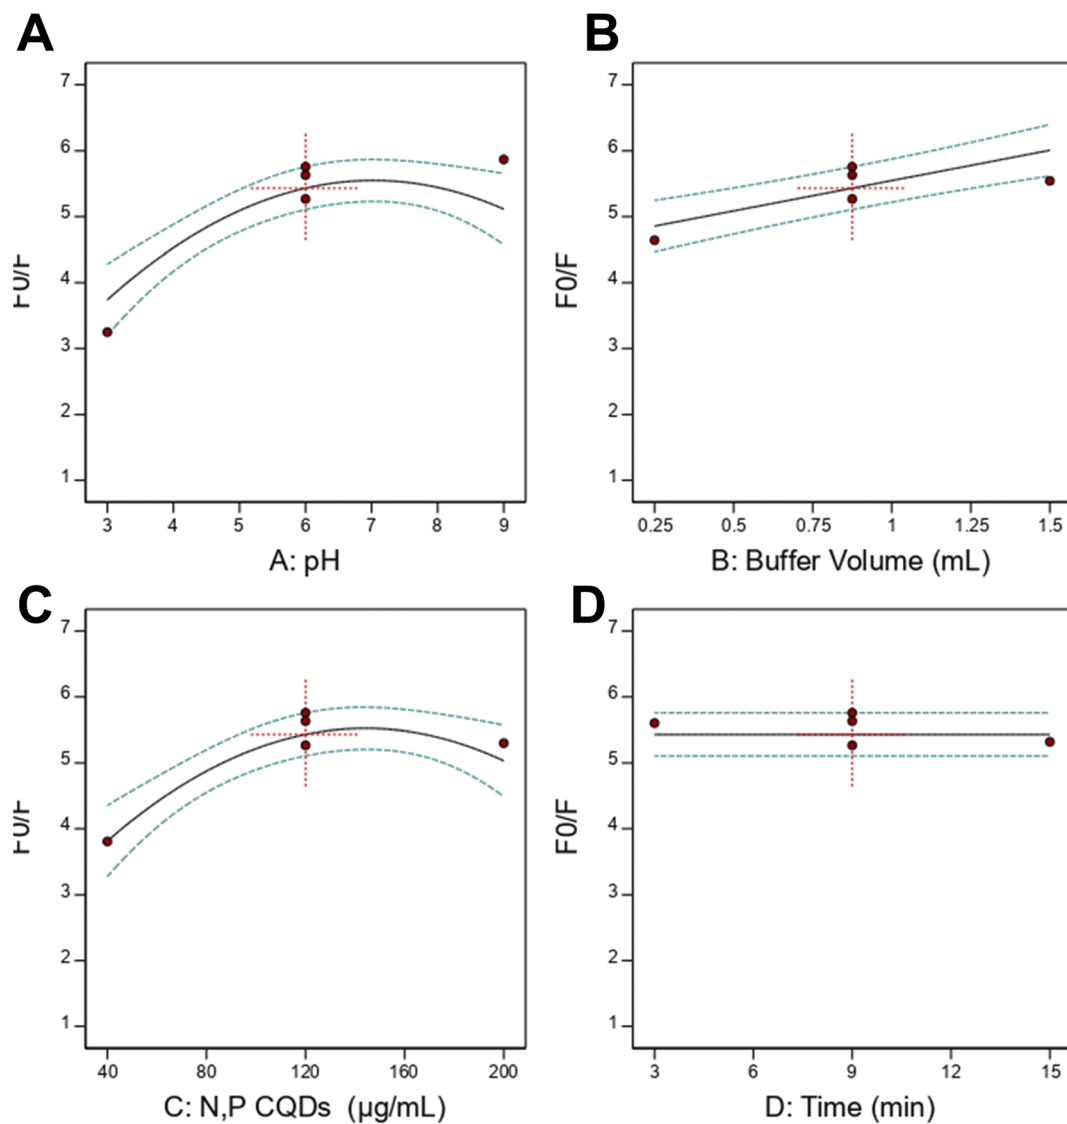 A
B
7
6
5
4
3
2
1
F0/F
3 4 5 6 7 8 9
A: pH
7
6
5
4
3
2
1
F0/F
0.25 0.5 0.75 1 1.25 1.5
B: Buffer Volume (mL)
C
D
7
6
5
4
3
2
1
F0/F
40 80 120 160 200
C: N,P CQDs (µg/mL)
7
6
5
4
3
2
1
F0/F
3 6 9 12 15
D: Time (min)